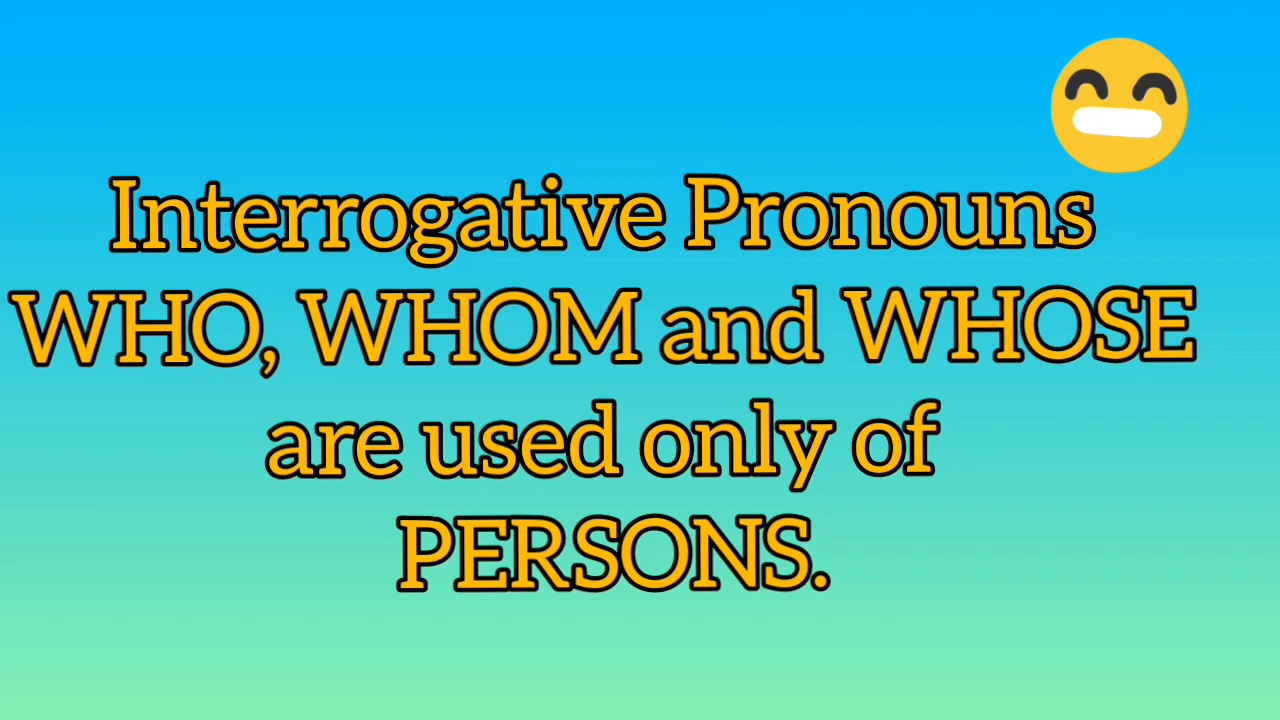 Interrogative Pronouns
WHO, WHOM and WHOSE
are used only of
PERSONS.